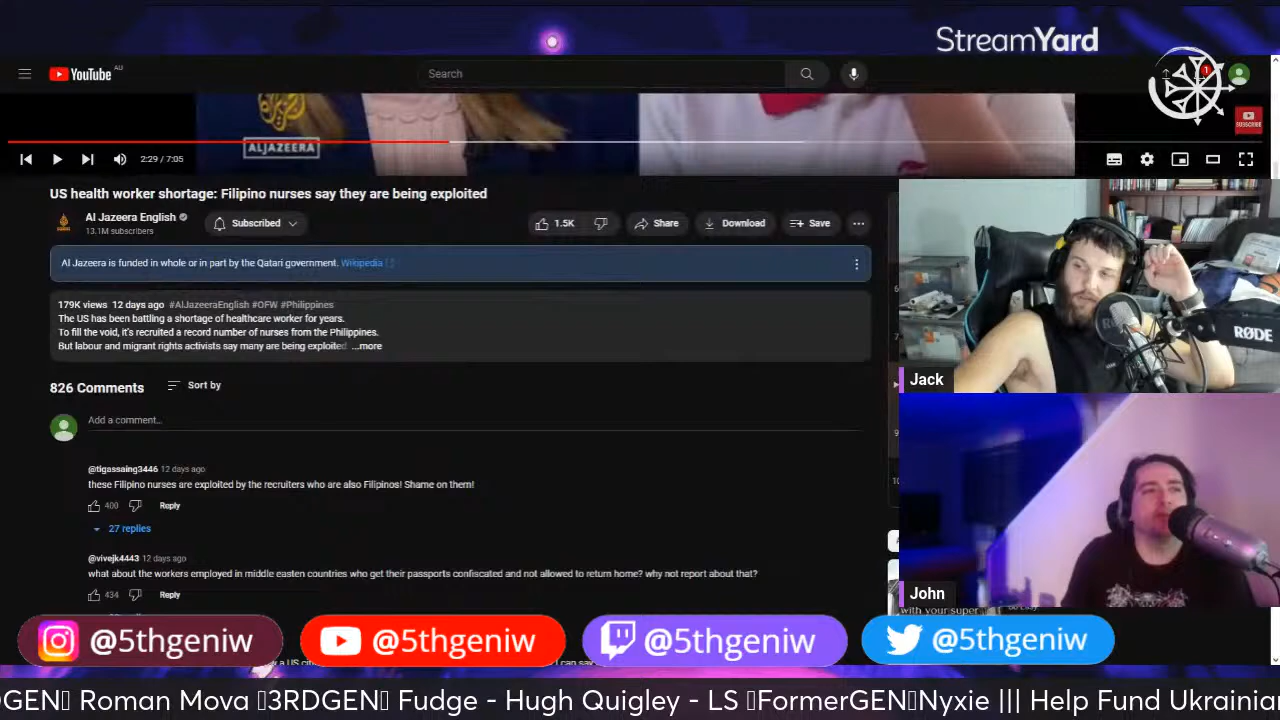 StreamYard
YouTube AU
Search
1
SUBSCRIBE
ALJAZEERA
2:29 / 7:05
US health worker shortage: Filipino nurses say they are being exploited
Al Jazeera English
13.1M subscribers
Subscribed
1.5K
Share
Download
Save
Al Jazeera is funded in whole or in part by the Qatari government. Wikipedia
179K views 12 days ago #AlJazeeraEnglish #OFW #Philippines
The US has been battling a shortage of healthcare worker for years.
To fill the void, it's recruited a record number of nurses from the Philippines.
But labour and migrant rights activists say many are being exploited ...more
826 Comments
Sort by
Add a comment...
@tigassaing3446 12 days ago
these Filipino nurses are exploited by the recruiters who are also Filipinos! Shame on them!
400
Reply
27 replies
@vivejk4443 12 days ago
what about the workers employed in middle easten countries who get their passports confiscated and not allowed to return home? why not report about that?
434
Reply
RØDE
Jack
John
with your super
@5thgeniw
@5thgeniw
@5thgeniw
@5thgeniw
DGEN▯ Roman Mova ▯3RDGEN▯ Fudge - Hugh Quigley - LS ▯FormerGEN▯Nyxie ||| Help Fund Ukrainian